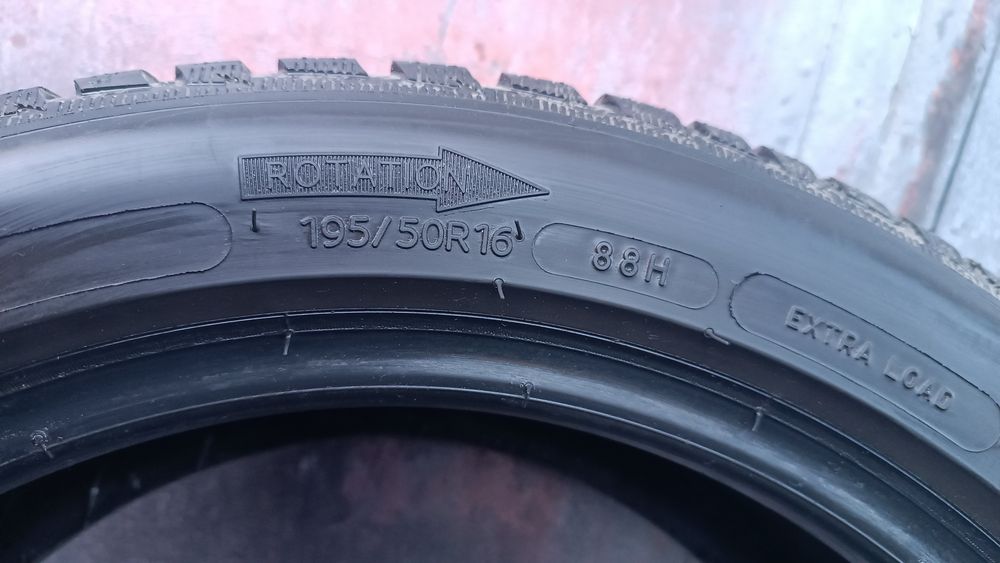 ROTATION
195/50R16 88H
EXTRA LOAD